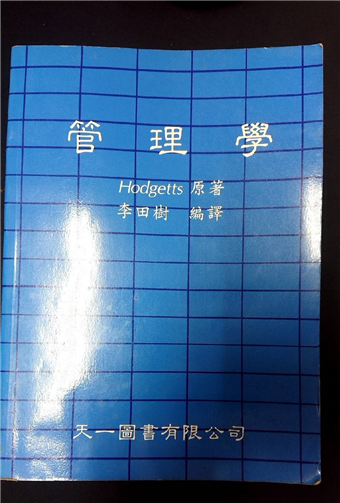 管理學
Hodgetts 原著
李田樹 編譯
天一圖書有限公司